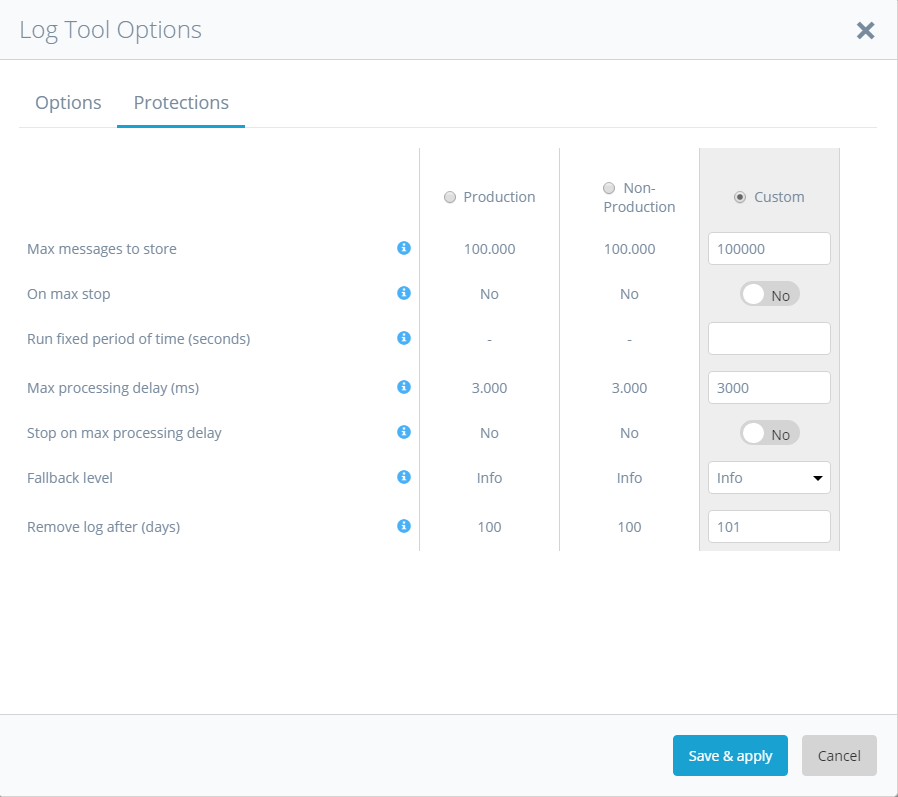 Log Tool Options
Options Protections
Production Non-
Production Custom
Max messages to store 100.000 100.000 100000
On max stop No No No
Run fixed period of time (seconds) - -
Max processing delay (ms) 3.000 3.000 3000
Stop on max processing delay No No No
Fallback level Info Info Info
Remove log after (days) 100 100 101
Save & apply Cancel